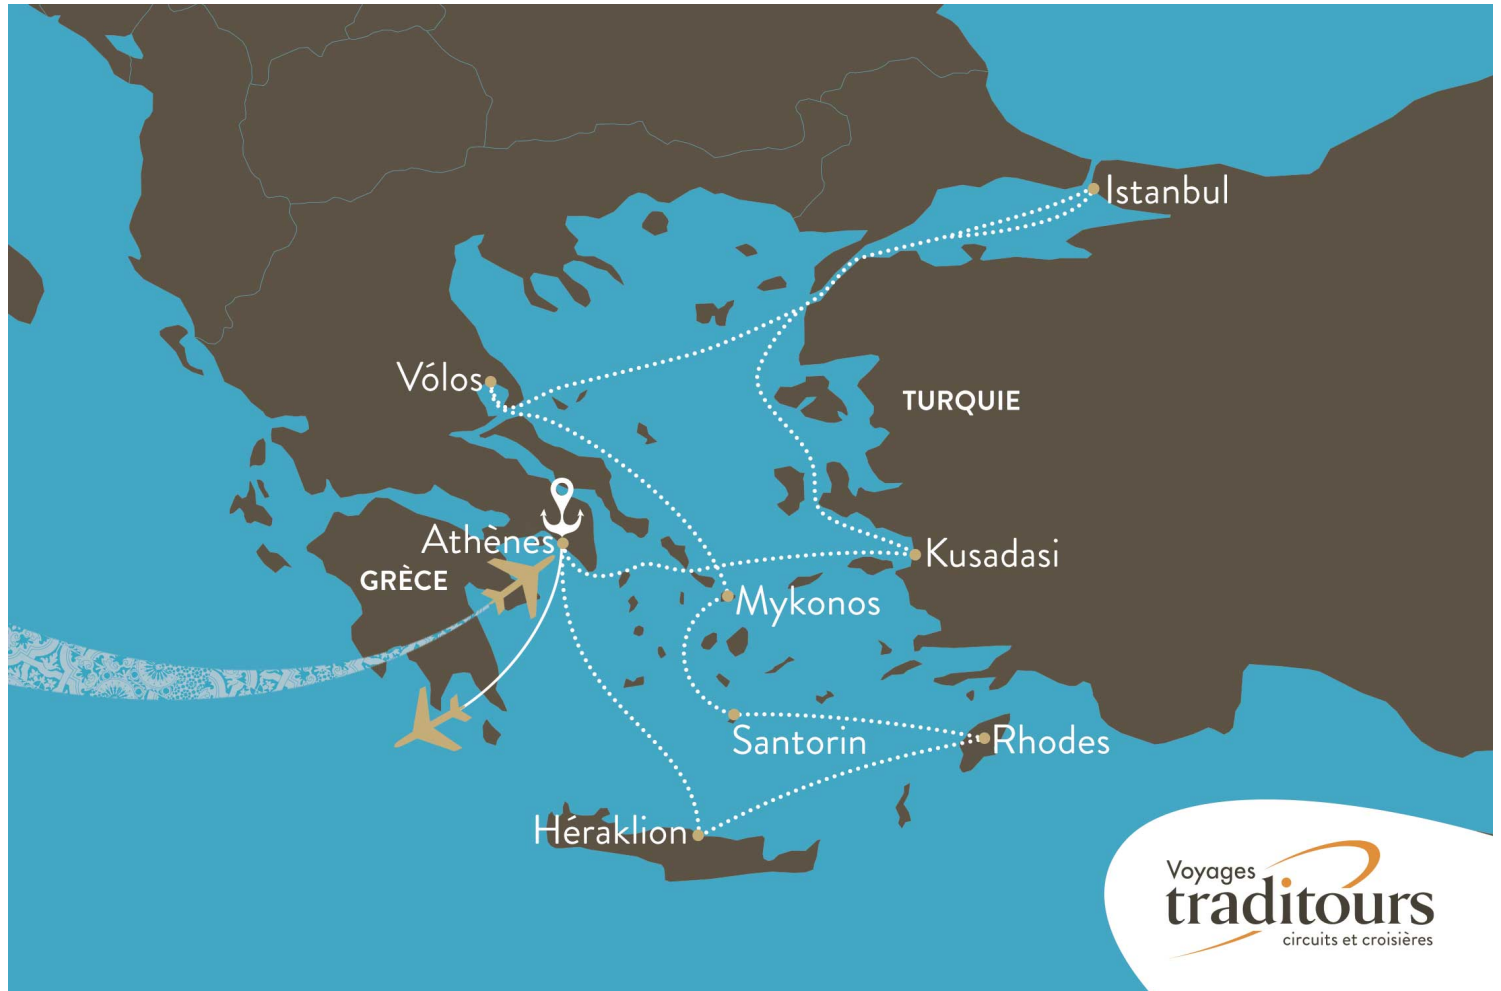 Istanbul
Vólos
TURQUIE
Athènes
Kusadasi
GRÈCE
Mykonos
Santorin
Rhodes
Héraklion
Voyages
traditours
circuits et croisières